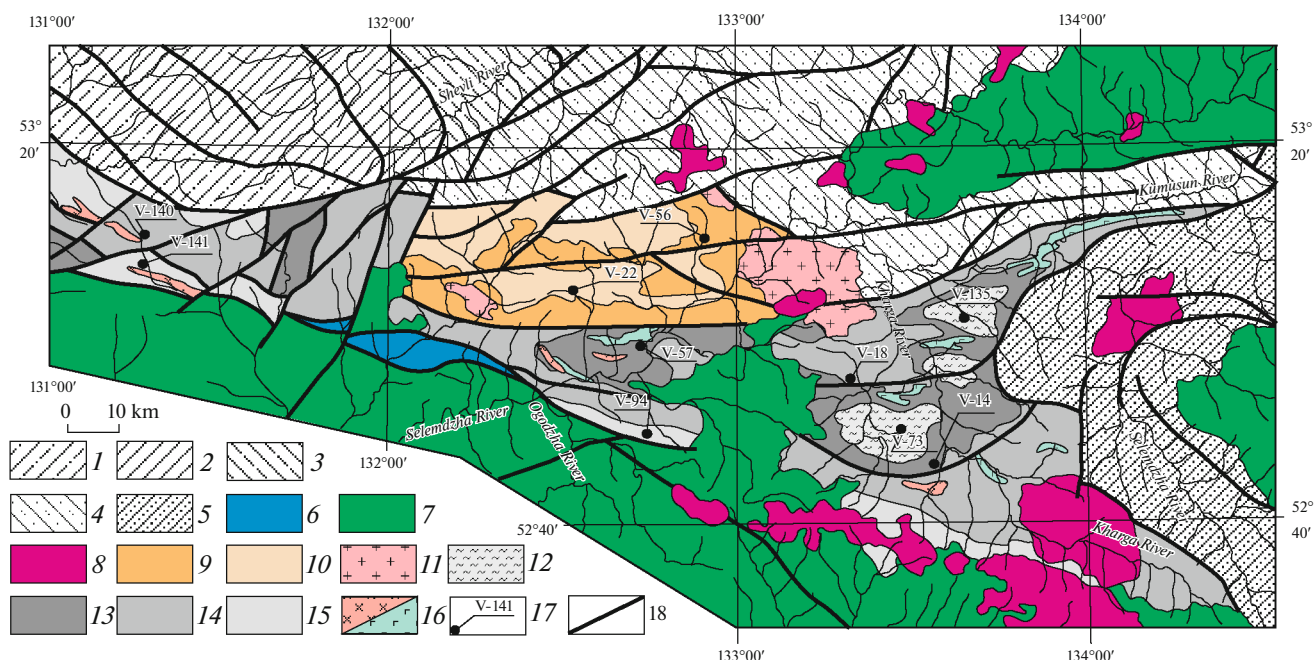 131°00′
132°00′
133°00′
134°00′
53°
20′
53°
20′
Shevli River
Kumusun River
V-140
V-141
V-56
V-22
V-135
Kharga River
V-57
V-18
V-94
V-14
V-73
131°00′
0 10 km
Selemdzha River
Ogodzha River
132°00′
1 2 3
4 5 6 7
52°40′
52°
40′
Kharga River
8 9 10 11 12
13 14 15 16 V-141 17 18
133°00′
134°00′